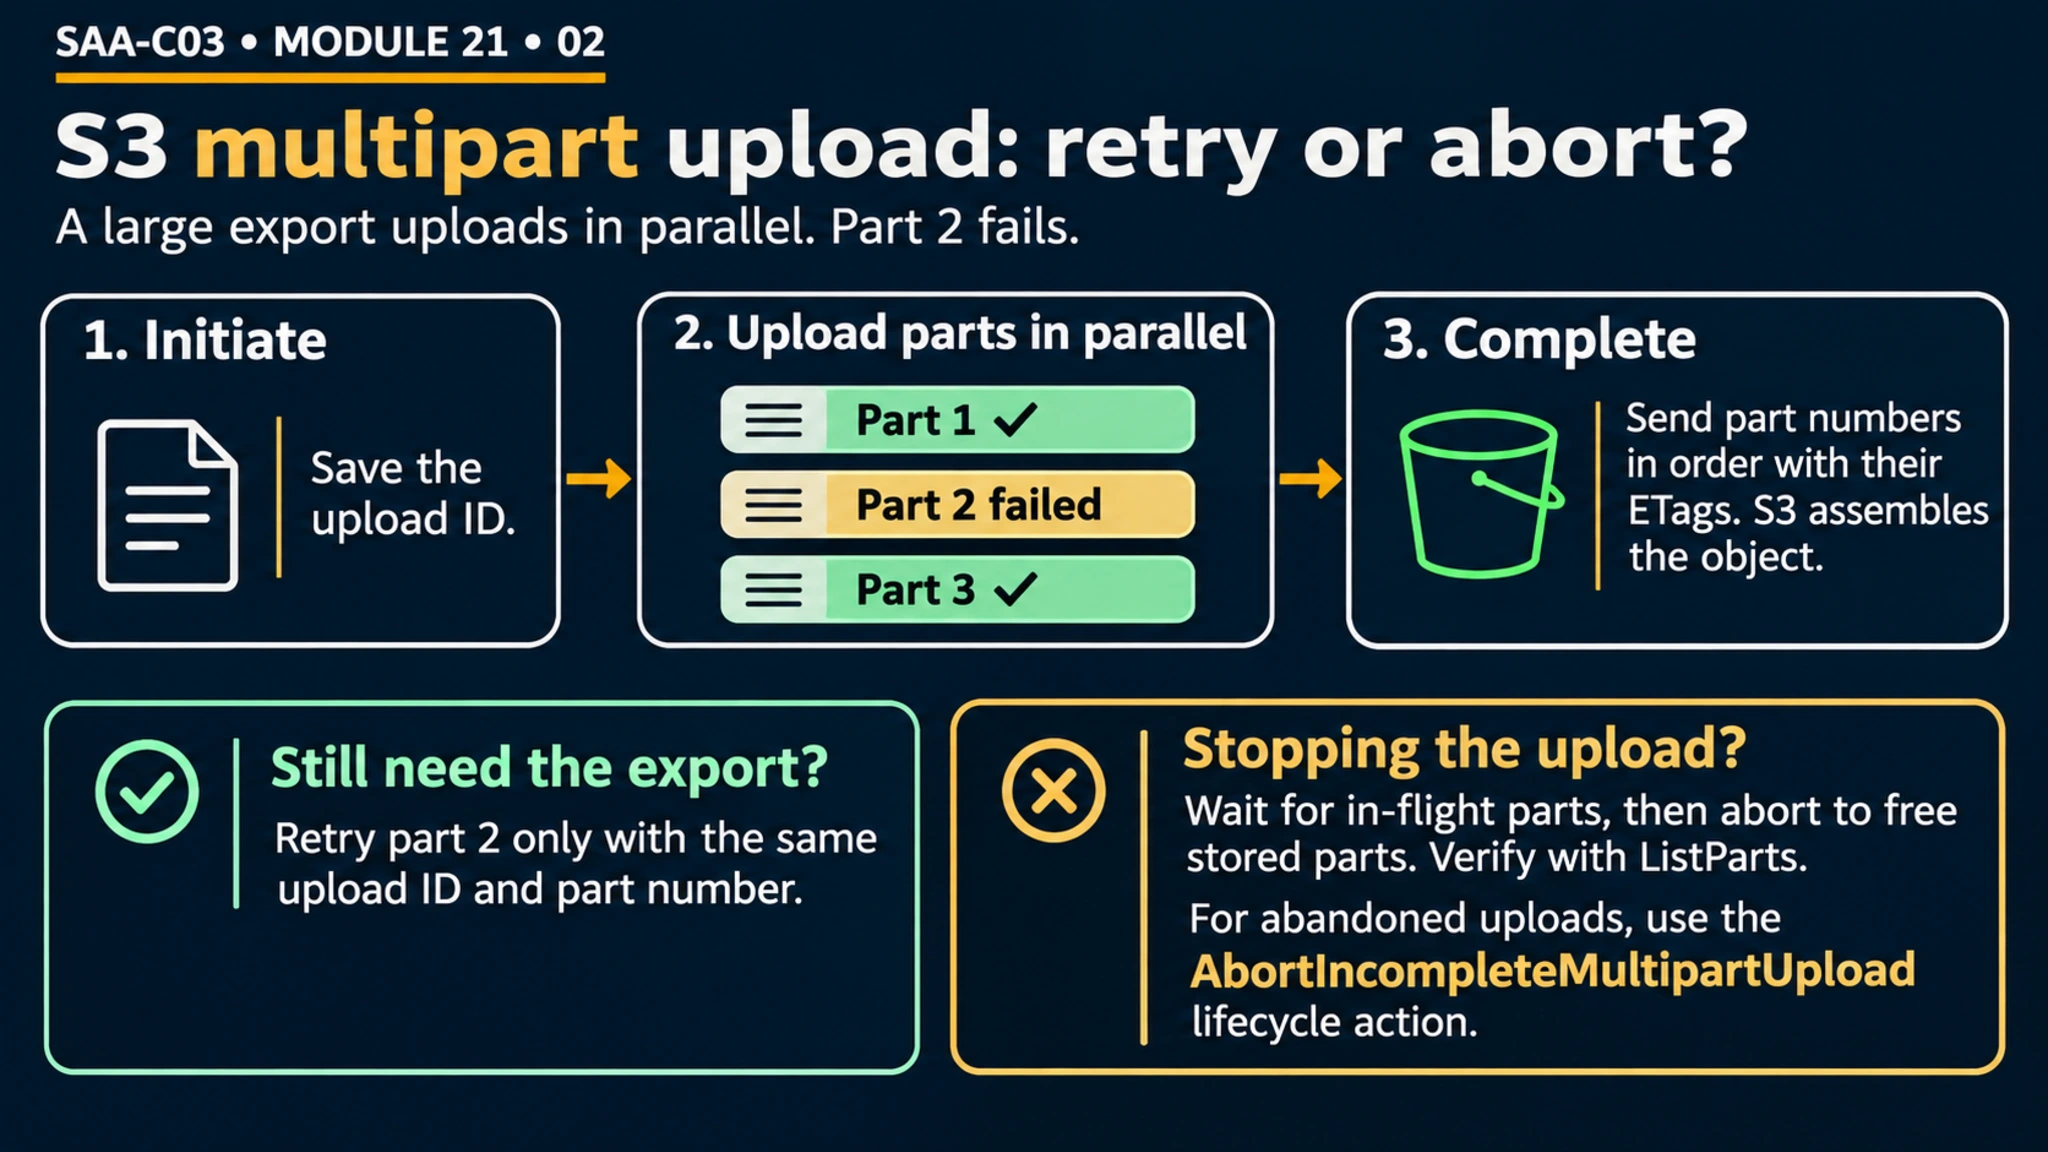 SAA-C03 • MODULE 21 • 02
S3 multipart upload: retry or abort?
A large export uploads in parallel. Part 2 fails.
1. Initiate
Save the
upload ID.
2. Upload parts in parallel
Part 1 ✓
Part 2 failed
Part 3 ✓
3. Complete
Send part numbers
in order with their
ETags. S3 assembles
the object.
Still need the export?
Retry part 2 only with the same
upload ID and part number.
Stopping the upload?
Wait for in-flight parts, then abort to free
stored parts. Verify with ListParts.
For abandoned uploads, use the
AbortIncompleteMultipartUpload
lifecycle action.